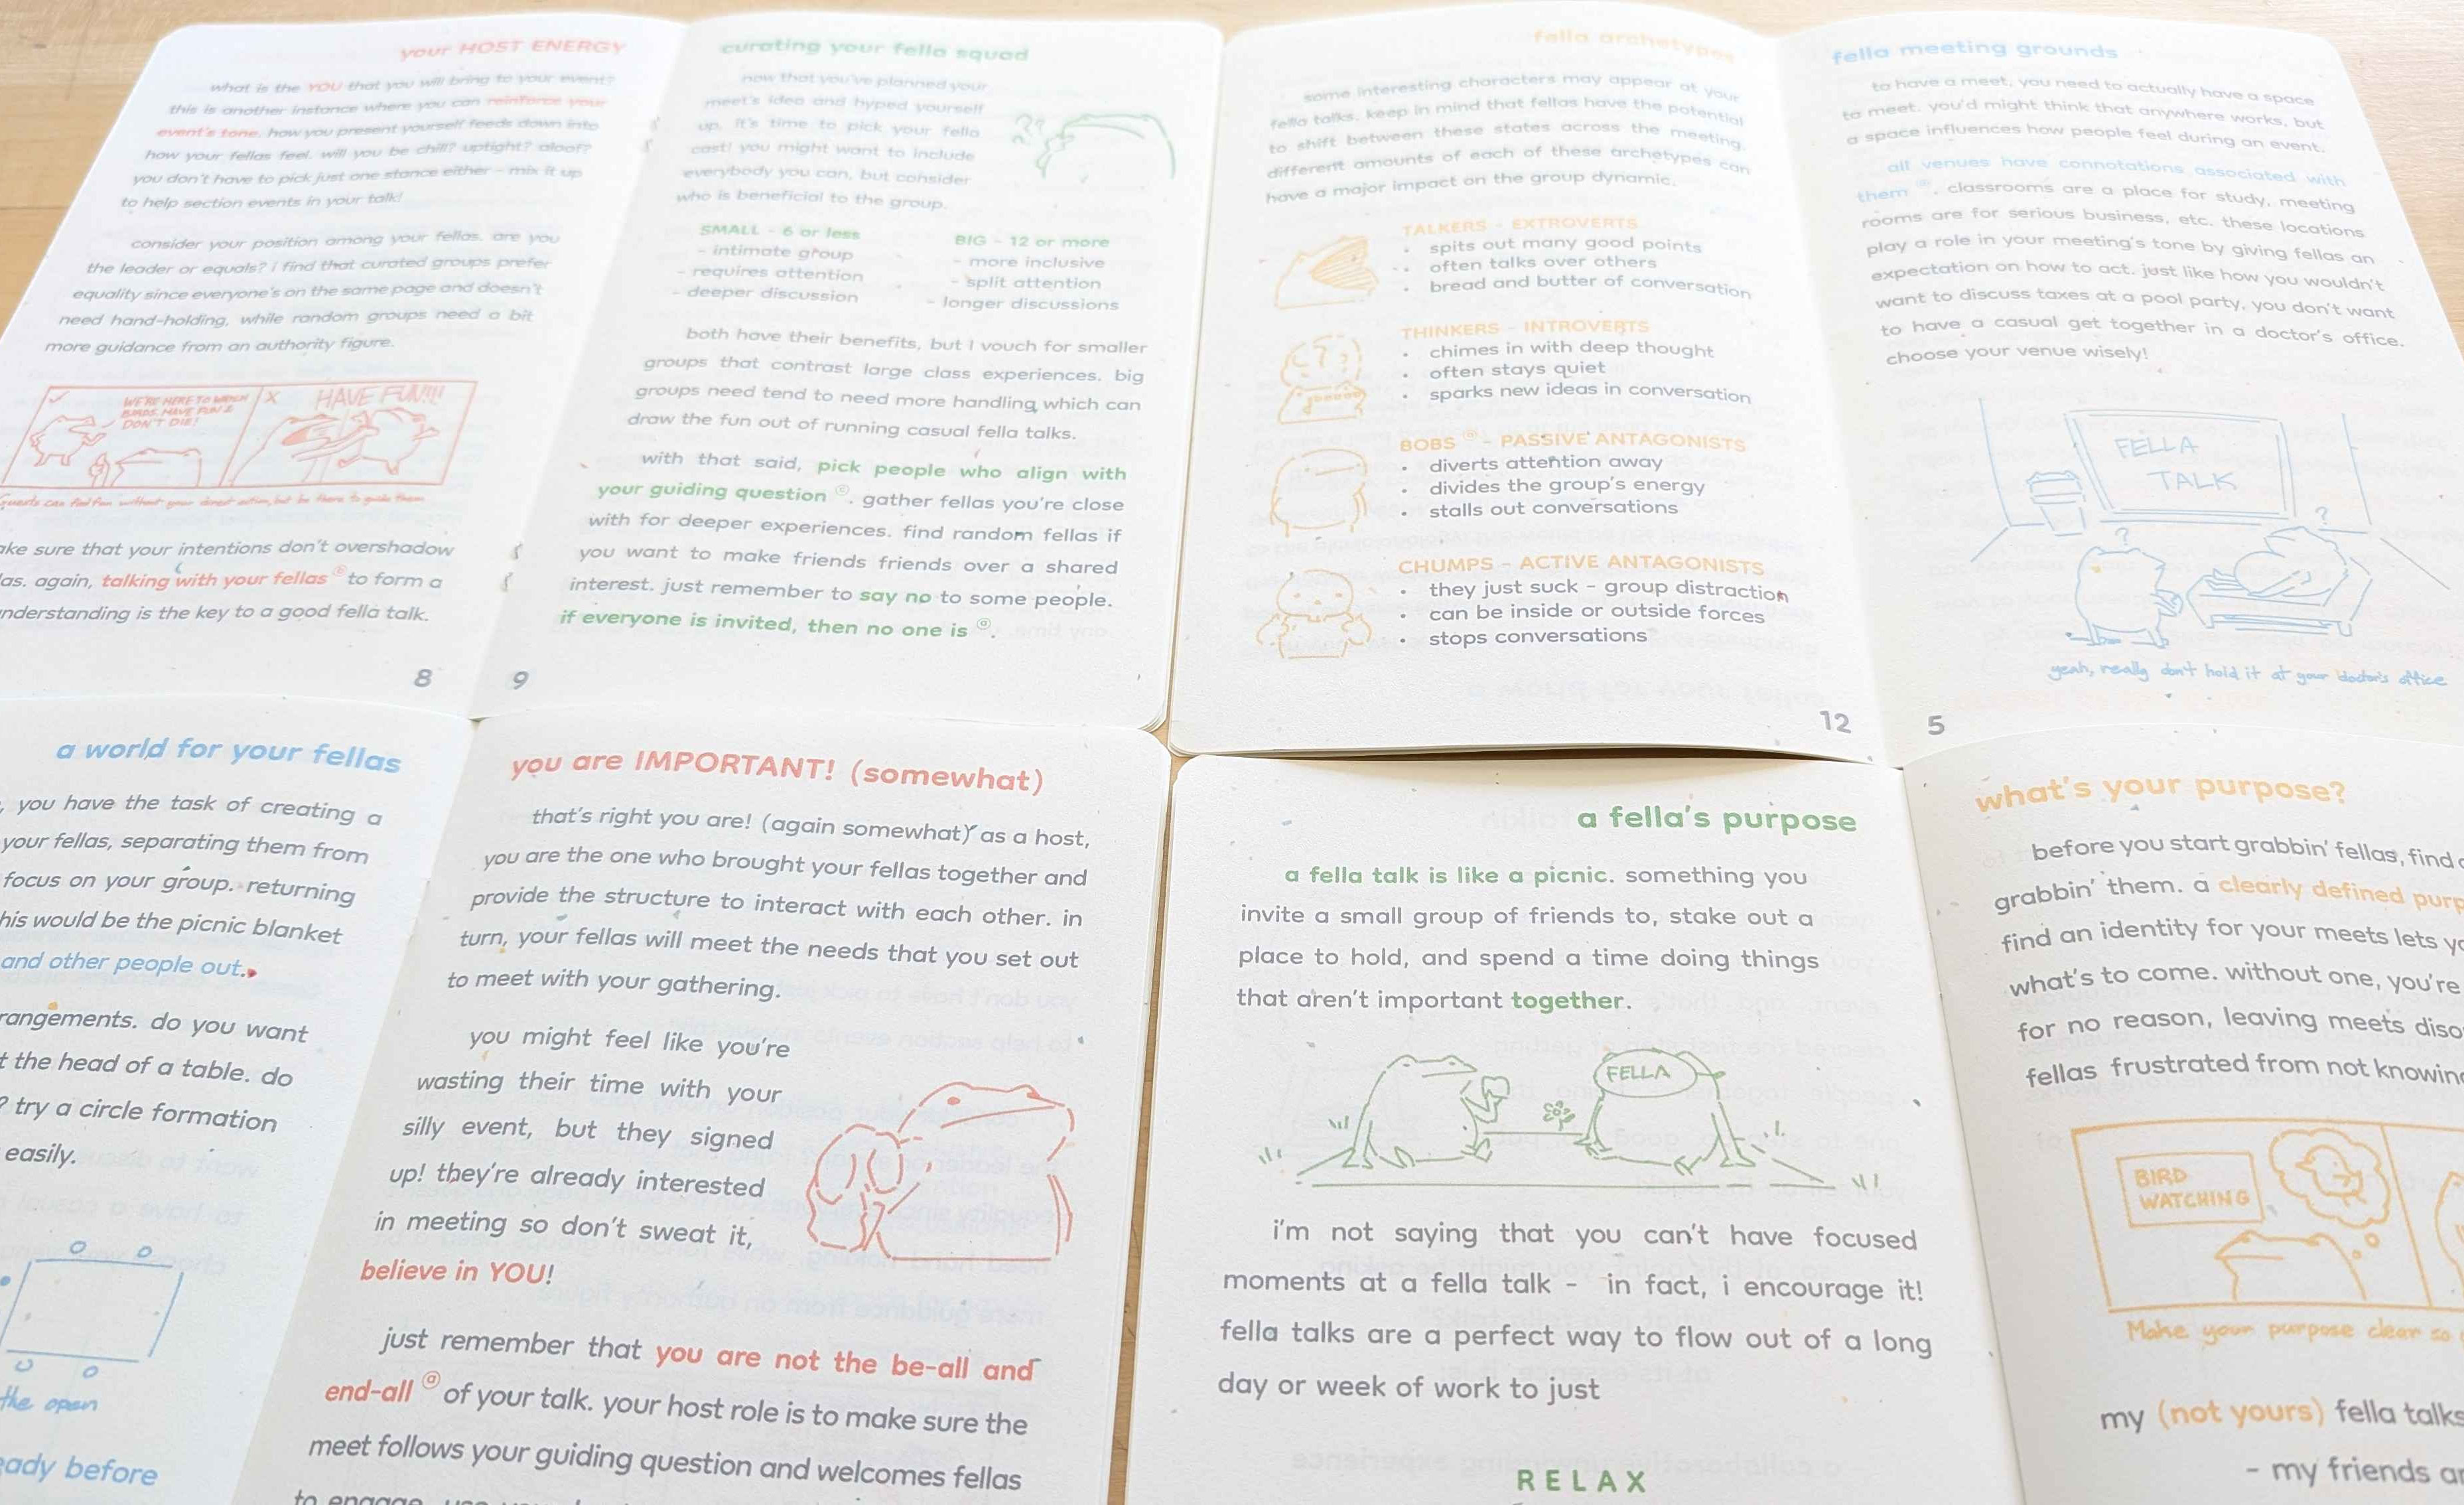 your HOST ENERGY
what is the YOU that you will bring to your event?
this is another instance where you can reinforce your
event's tone. how you present yourself feeds down into
how your fellas feel. will you be chill? uptight? aloof?
you don't have to pick just one stance either - mix it up
to help section events in your talk!
consider your position among your fellas. are you
the leader or equals? i find that curated groups prefer
equality since everyone's on the same page and doesn't
need hand-holding, while random groups need a bit
more guidance from an authority figure.
WE'RE HERE TO WATCH
BIRDS. HAVE FUN &
DON'T DIE!
X
HAVE FUN!!!!
Guests can find fun without your direct action, but be there to guide them
ake sure that your intentions don't overshadow
las. again, talking with your fellas © to form a
nderstanding is the key to a good fella talk.
8
curating your fella squad
now that you've planned your
meet's idea and hyped yourself
up, it's time to pick your fella
cast! you might want to include
everybody you can, but consider
who is beneficial to the group.
??
SMALL - 6 or less
- intimate group
- requires attention
- deeper discussion
BIG - 12 or more
- more inclusive
- split attention
- longer discussions
both have their benefits, but I vouch for smaller
groups that contrast large class experiences. big
groups need tend to need more handling, which can
draw the fun out of running casual fella talks.
with that said, pick people who align with
your guiding question ©. gather fellas you're close
with for deeper experiences. find random fellas if
you want to make friends friends over a shared
interest. just remember to say no to some people.
if everyone is invited, then no one is ⓐ.
9
fella archetypes
some interesting characters may appear at your
fella talks. keep in mind that fellas have the potential
to shift between these states across the meeting.
different amounts of each of these archetypes can
have a major impact on the group dynamic.
TALKERS - EXTROVERTS
• spits out many good points
• often talks over others
• bread and butter of conversation
THINKERS - INTROVERTS
• chimes in with deep thought
• often stays quiet
• sparks new ideas in conversation
BOBS ⓐ - PASSIVE ANTAGONISTS
• diverts attention away
• divides the group's energy
• stalls out conversations
CHUMPS - ACTIVE ANTAGONISTS
• they just suck - group distraction
• can be inside or outside forces
• stops conversations
12
fella meeting grounds
to have a meet, you need to actually have a space
to meet. you'd might think that anywhere works, but
a space influences how people feel during an event.
all venues have connotations associated with
them ⓐ. classrooms are a place for study, meeting
rooms are for serious business, etc. these locations
play a role in your meeting's tone by giving fellas an
expectation on how to act. just like how you wouldn't
want to discuss taxes at a pool party, you don't want
to have a casual get together in a doctor's office.
choose your venue wisely!
FELLA
TALK
?
?
yeah, really don't hold it at your doctor's office
5
a world for your fellas
, you have the task of creating a
your fellas, separating them from
focus on your group. returning
his would be the picnic blanket
and other people out.
rangements. do you want
t the head of a table. do
? try a circle formation
easily.
the open
eady before
you are IMPORTANT! (somewhat)
that's right you are! (again somewhat) as a host,
you are the one who brought your fellas together and
provide the structure to interact with each other. in
turn, your fellas will meet the needs that you set out
to meet with your gathering.
you might feel like you're
wasting their time with your
silly event, but they signed
up! they're already interested
in meeting so don't sweat it,
believe in YOU!
just remember that you are not the be-all and
end-all ⓐ of your talk. your host role is to make sure the
meet follows your guiding question and welcomes fellas
to engage.
a fella's purpose
a fella talk is like a picnic. something you
invite a small group of friends to, stake out a
place to hold, and spend a time doing things
that aren't important together.
FELLA
i'm not saying that you can't have focused
moments at a fella talk - in fact, i encourage it!
fella talks are a perfect way to flow out of a long
day or week of work to just
RELAX
what's your purpose?
before you start grabbin' fellas, find
grabbin' them. a clearly defined purp
find an identity for your meets lets yo
what's to come. without one, you're
for no reason, leaving meets diso
fellas frustrated from not knowin
BIRD
WATCHING
Make your purpose clear so
my (not yours) fella talks
- my friends ar